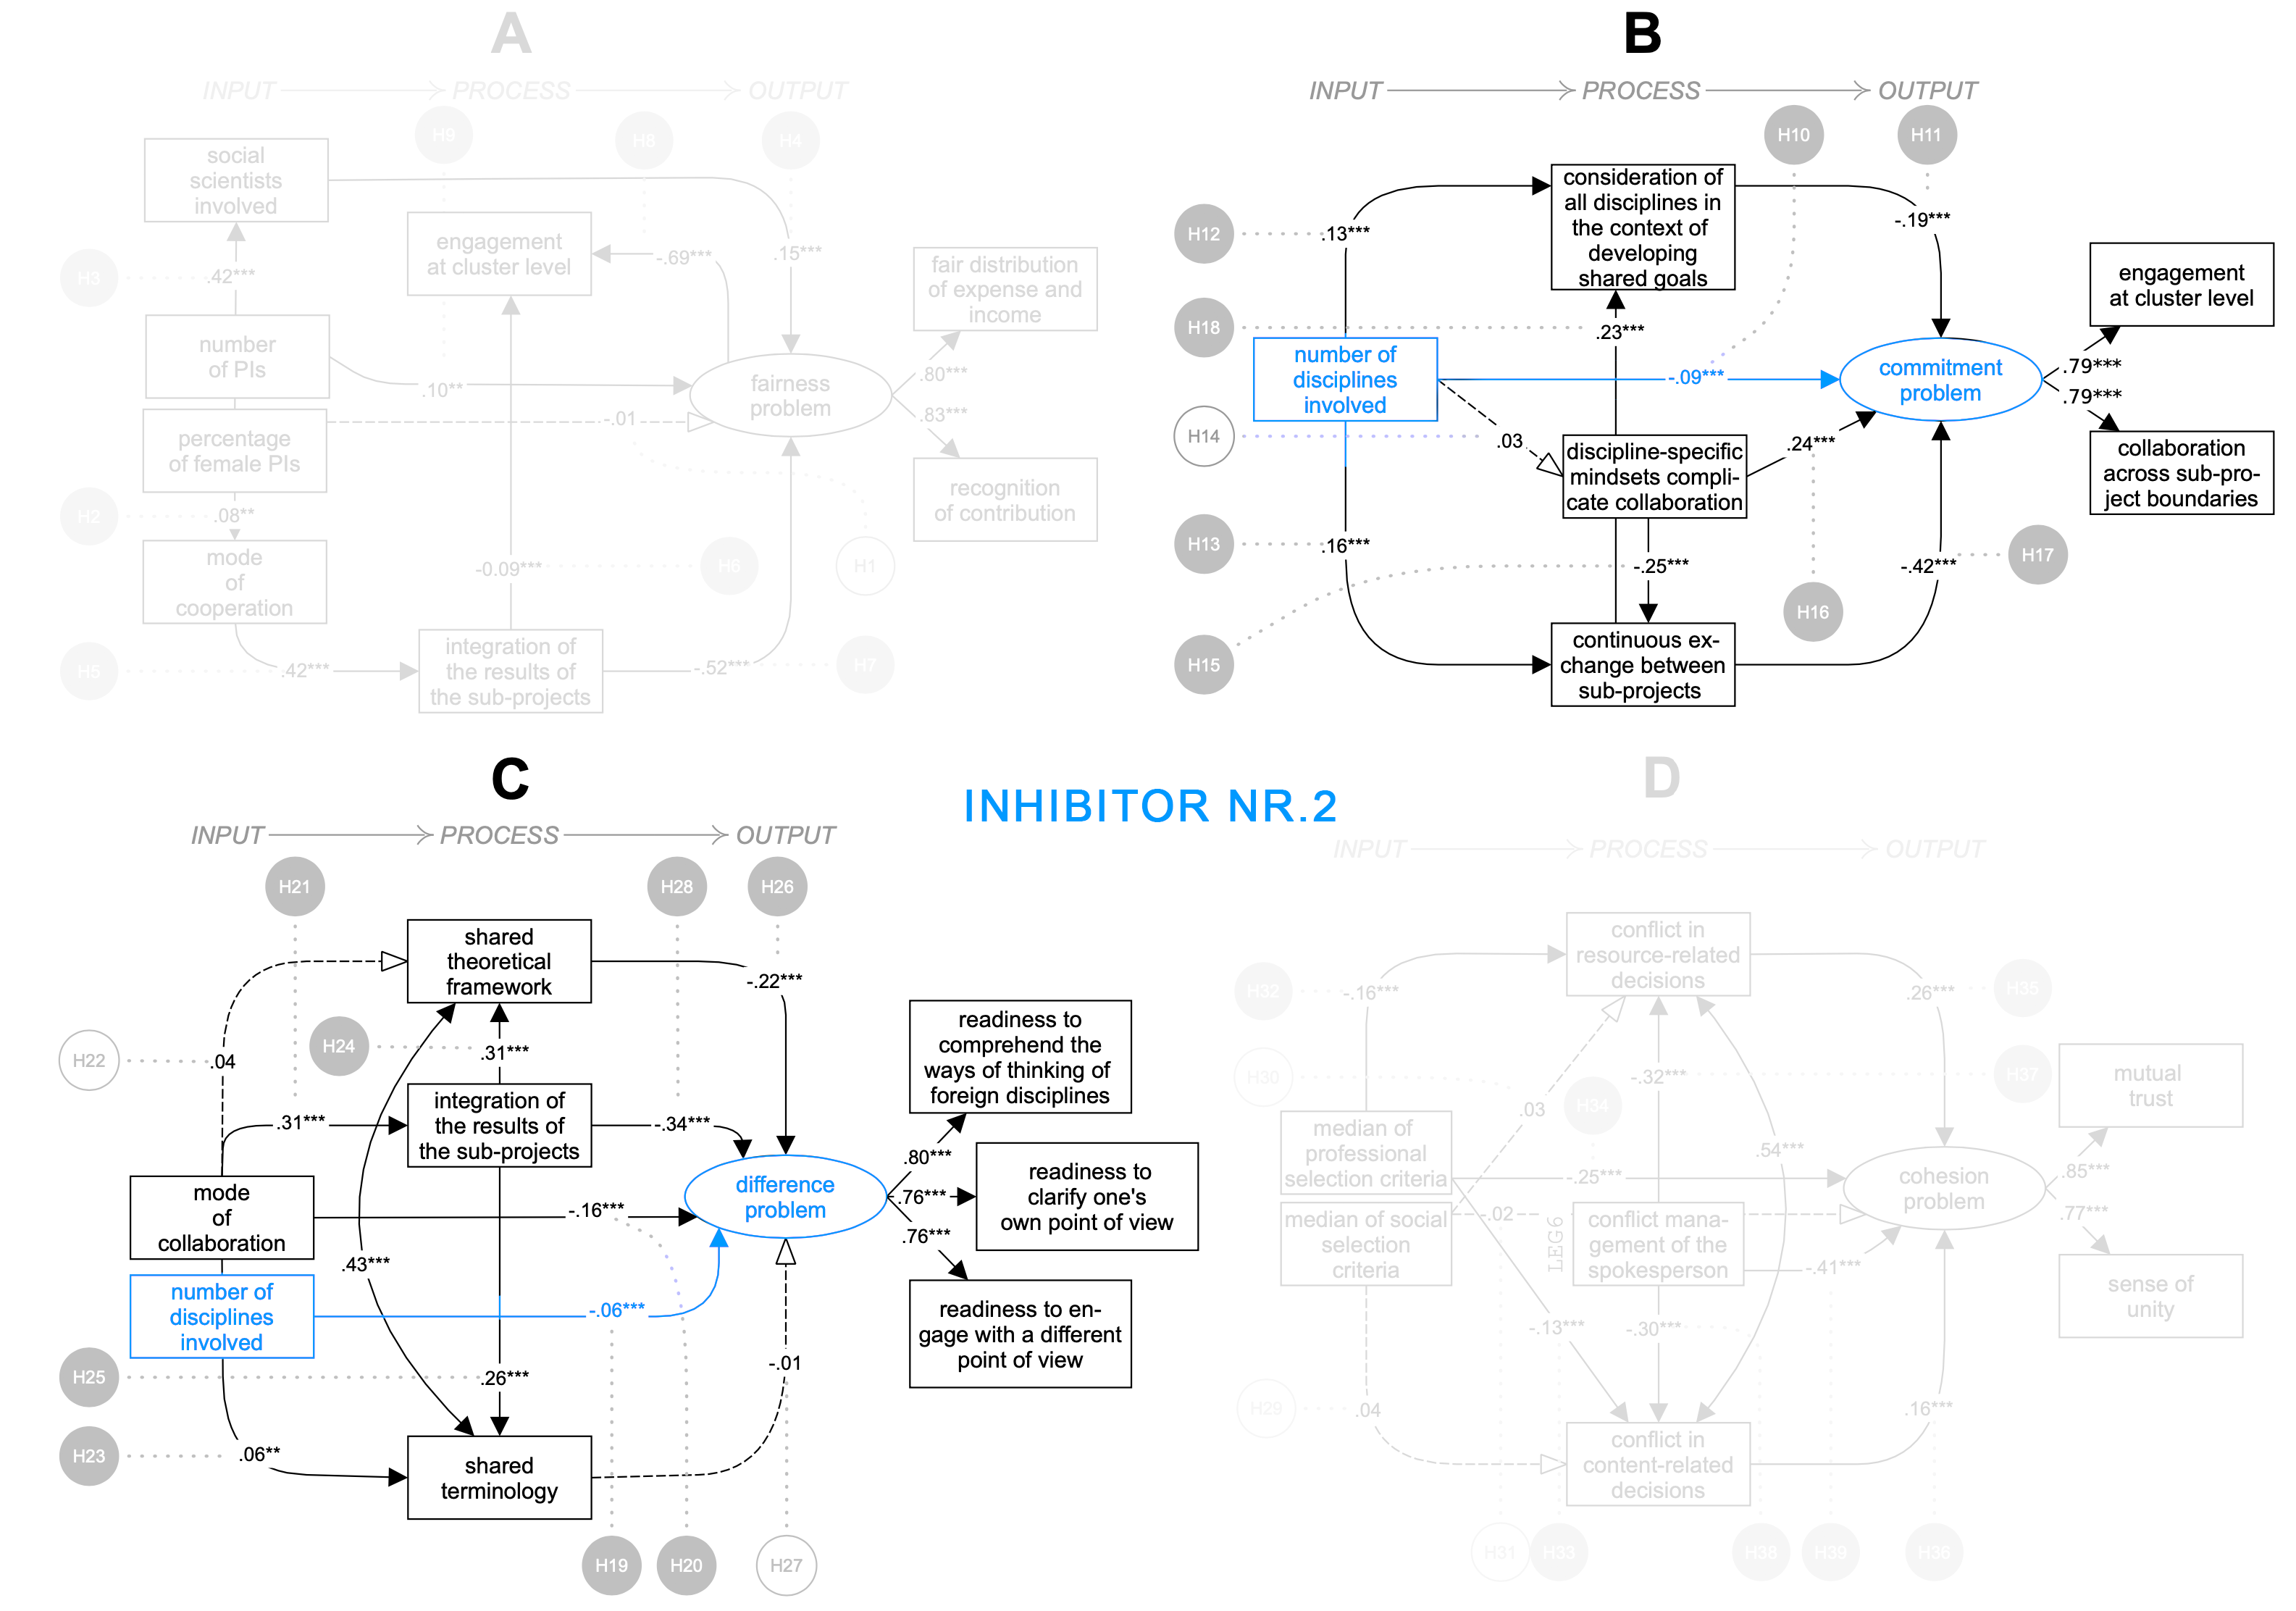 A
INPUT PROCESS OUTPUT
H9
H8
H4
social
scientists
involved
engagement
at cluster level
-.69***
.15***
fair distribution
of expense and
income
H3
.42***
number
of PIs
.10**
fairness
problem
.80***
.83***
-.01
percentage
of female PIs
recognition
of contribution
H2
.08**
mode
of
cooperation
-0.09***
H6
H1
H5
.42***
integration of
the results of
the sub-projects
-.52***
H7
B
INPUT PROCESS OUTPUT
H10
H11
consideration of
all disciplines in
the context of
developing
shared goals
H12
.13***
-.19***
engagement
at cluster level
H18
.23***
number of
disciplines
involved
-.09***
commitment
problem
.79***
.79***
H14
.03
discipline-specific
mindsets compli-
cate collaboration
.24***
collaboration
across sub-pro-
ject boundaries
H13
.16***
-.25***
-.42***
H17
H16
H15
continuous ex-
change between
sub-projects
INHIBITOR NR.2
C
INPUT PROCESS OUTPUT
H21
H28
H26
shared
theoretical
framework
-.22***
H24
.31***
H22
.04
readiness to
comprehend the
ways of thinking of
foreign disciplines
.31***
integration of
the results of
the sub-projects
-.34***
.80***
mode
of
collaboration
-.16***
difference
problem
.76***
readiness to
clarify one's
own point of view
.76***
.43***
number of
disciplines
involved
-.06***
readiness to en-
gage with a different
point of view
-.01
H25
.26***
H23
.06**
shared
terminology
H19
H20
H27
D
INPUT PROCESS OUTPUT
conflict in
resource-related
decisions
H32
-.16***
.26***
H35
H30
.03
H34
-.32***
H37
mutual
trust
median of
professional
selection criteria
.54***
-.25***
cohesion
problem
.85***
median of social
selection
criteria
-.02
LEG6
conflict mana-
gement of the
spokesperson
.77***
-.41***
sense of
unity
-.13***
-.30***
H29
.04
.16***
conflict in
content-related
decisions
H31
H33
H38
H39
H36